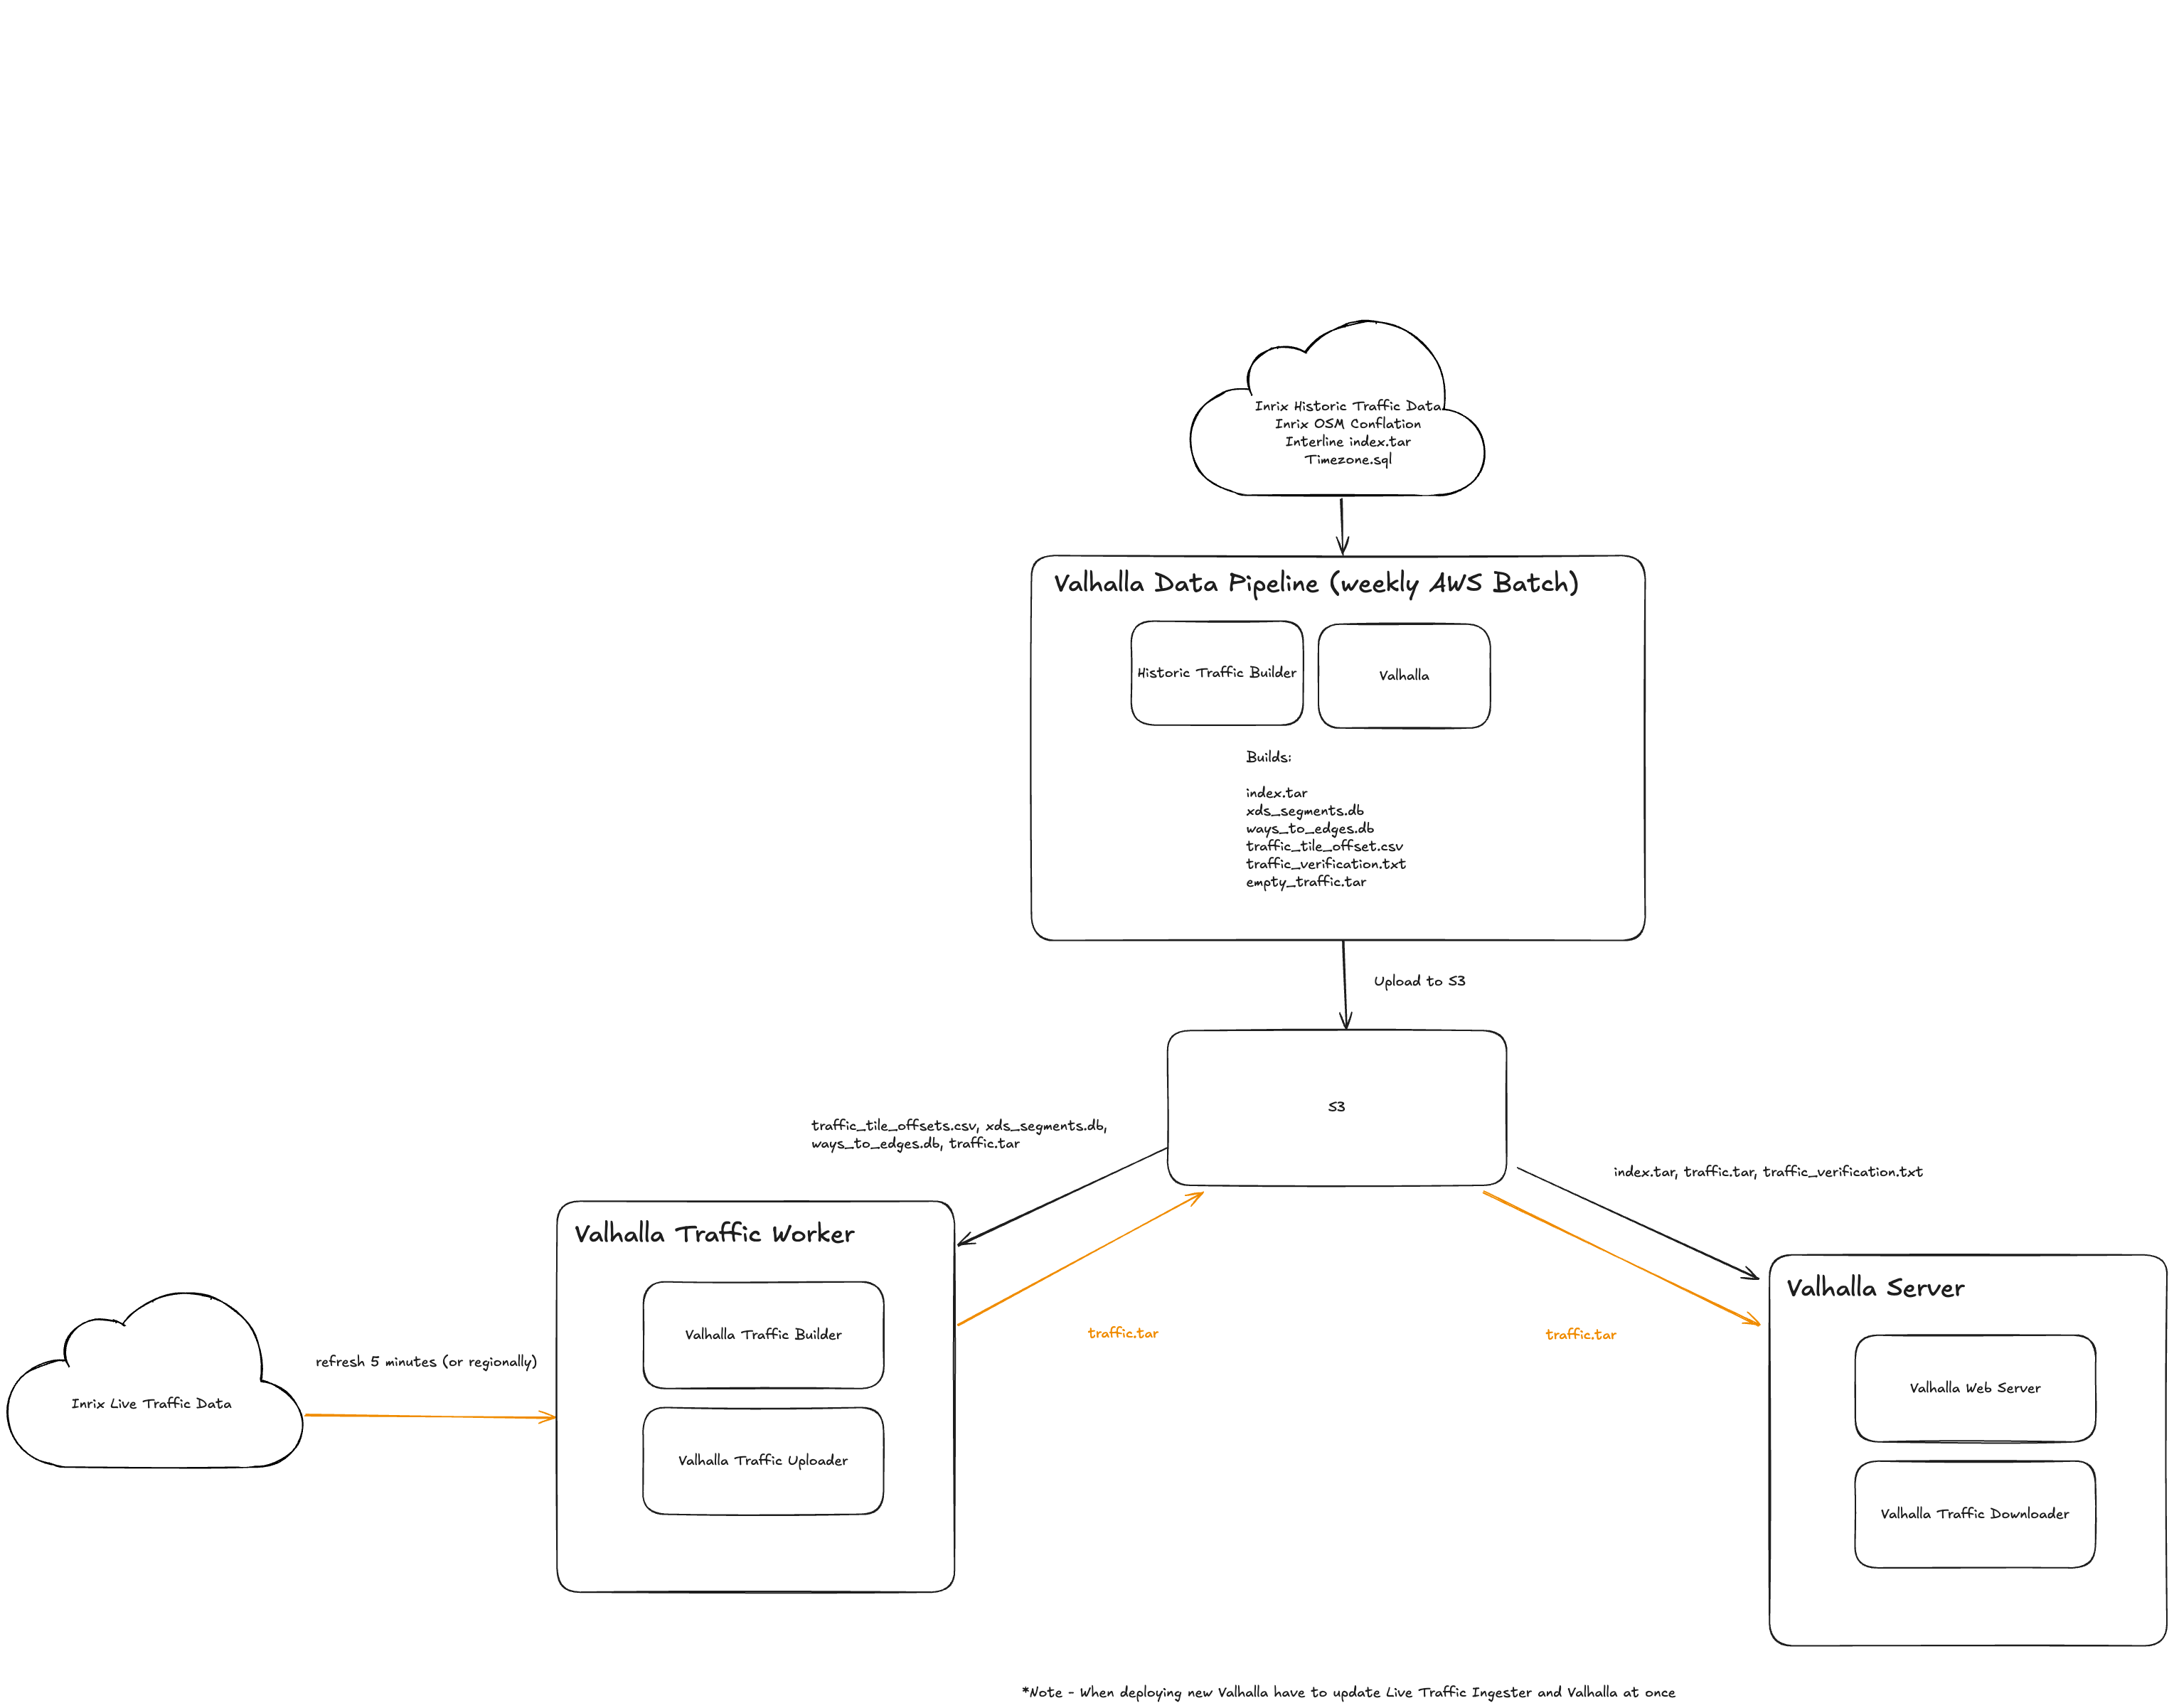 Inrix Historic Traffic Data
Inrix OSM Conflation
Interline index.tar
Timezone.sql
Valhalla Data Pipeline (weekly AWS Batch)
Historic Traffic Builder
Valhalla
Builds:
index.tar
xds_segments.db
ways_to_edges.db
traffic_tile_offset.csv
traffic_verification.txt
empty_traffic.tar
Upload to S3
S3
traffic_tile_offsets.csv, xds_segments.db,
ways_to_edges.db, traffic.tar
index.tar, traffic.tar, traffic_verification.txt
Valhalla Traffic Worker
Valhalla Traffic Builder
Valhalla Traffic Uploader
refresh 5 minutes (or regionally)
Inrix Live Traffic Data
traffic.tar
traffic.tar
Valhalla Server
Valhalla Web Server
Valhalla Traffic Downloader
*Note - When deploying new Valhalla have to update Live Traffic Ingester and Valhalla at once